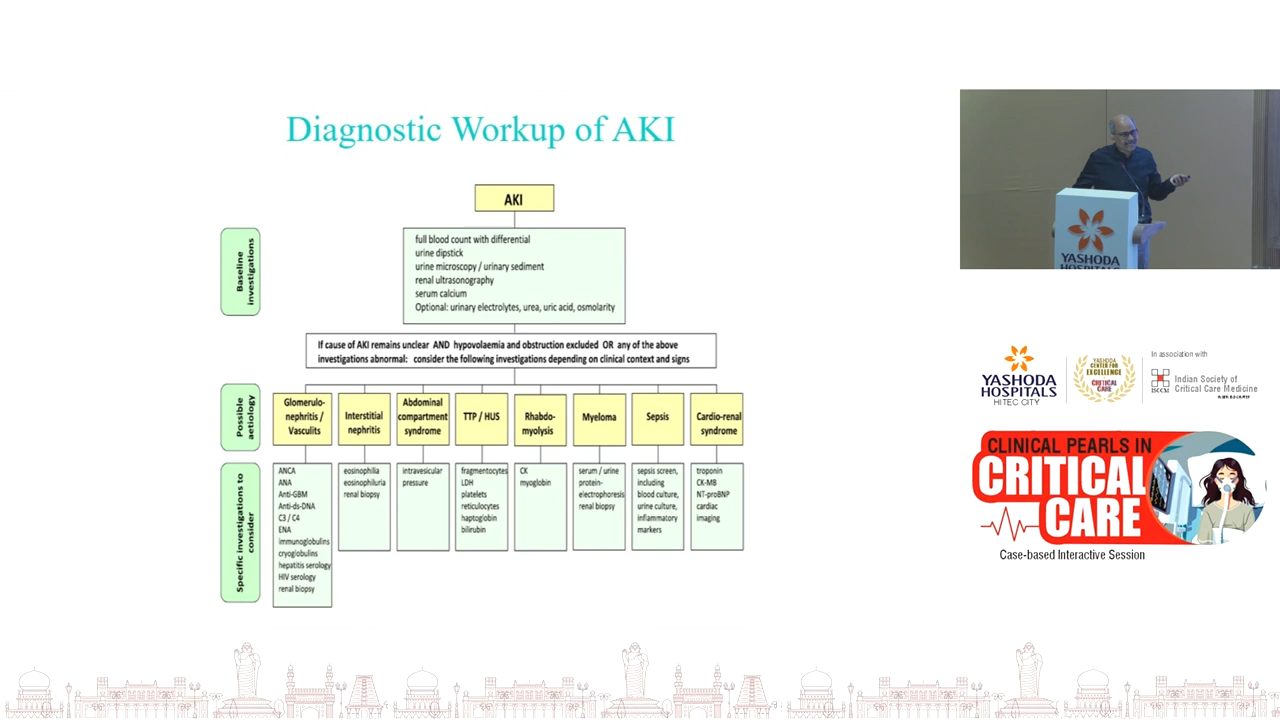 Diagnostic Workup of AKI
AKI
Baseline
investigations
full blood count with differential
urine dipstick
urine microscopy / urinary sediment
renal ultrasonography
serum calcium
Optional: urinary electrolytes, urea, uric acid, osmolarity
If cause of AKI remains unclear AND hypovolaemia and obstruction excluded OR any of the above
investigations abnormal: consider the following investigations depending on clinical context and signs
Possible
aetiology
Glomerulo-
nephritis /
Vasculits
Interstitial
nephritis
Abdominal
compartment
syndrome
TTP / HUS
Rhabdo-
myolysis
Myeloma
Sepsis
Cardio-renal
syndrome
Specific investigations to
consider
ANCA
ANA
Anti-GBM
Anti-ds-DNA
C3 / C4
ENA
immunoglobulins
cryoglobulins
hepatitis serology
HIV serology
renal biopsy
eosinophilia
eosinophiluria
renal biopsy
intravesicular
pressure
fragmentocytes
LDH
platelets
reticulocytes
haptoglobin
bilirubin
CK
myoglobin
serum / urine
protein-
electrophoresis
renal biopsy
sepsis screen,
including
blood culture,
urine culture,
inflammatory
markers
troponin
CK-MB
NT-proBNP
cardiac
imaging
YASHODA
HOSPITALS
YASHODA
HOSPITALS
HITEC CITY
YASHODA
CENTER FOR
EXCELLENCE
CRITICAL
CARE
In association with
ISCCM
Indian Society of
Critical Care Medicine
CLINICAL PEARLS IN
CRITICAL
CARE
Case-based Interactive Session